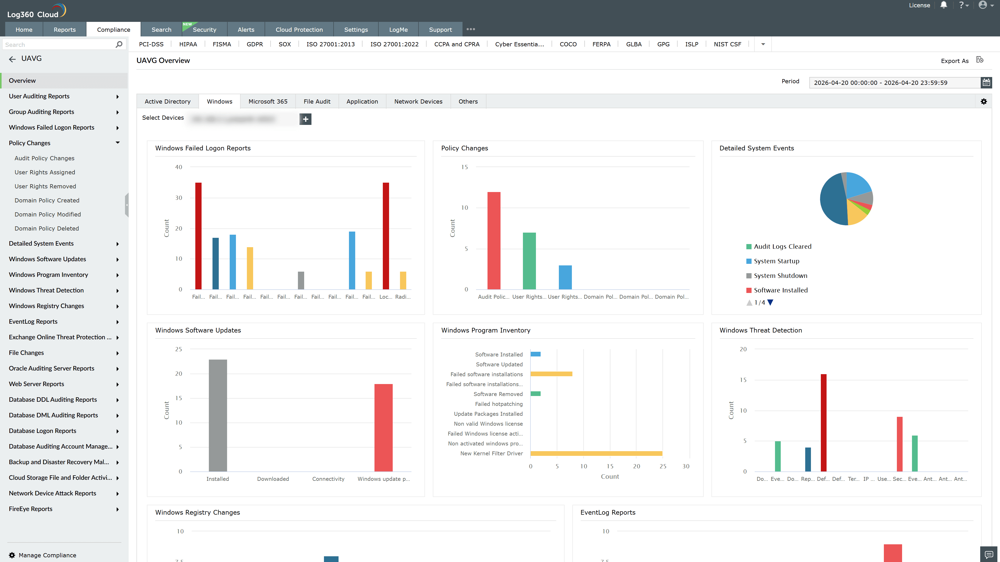 License
Log360 Cloud
Home
Reports
Compliance
Search
NEW
Security
Alerts
Cloud Protection
Settings
LogMe
Support
Search
PCI-DSS
HIPAA
FISMA
GDPR
SOX
ISO 27001:2013
ISO 27001:2022
CCPA and CPRA
Cyber Essentia...
COCO
FERPA
GLBA
GPG
ISLP
NIST CSF
UAVG
Overview
User Auditing Reports
Group Auditing Reports
Windows Failed Logon Reports
Policy Changes
Audit Policy Changes
User Rights Assigned
User Rights Removed
Domain Policy Created
Domain Policy Modified
Domain Policy Deleted
Detailed System Events
Windows Software Updates
Windows Program Inventory
Windows Threat Detection
Windows Registry Changes
EventLog Reports
Exchange Online Threat Protection ...
File Changes
Oracle Auditing Server Reports
Web Server Reports
Database DDL Auditing Reports
Database DML Auditing Reports
Database Logon Reports
Database Auditing Account Manage...
Backup and Disaster Recovery Mal...
Cloud Storage File and Folder Activi...
Network Device Attack Reports
FireEye Reports
Manage Compliance
UAVG Overview
Export As
Period
2026-04-20 00:00:00 - 2026-04-20 23:59:59
Active Directory
Windows
Microsoft 365
File Audit
Application
Network Devices
Others
Select Devices
Windows Failed Logon Reports
40
30
20
10
0
Count
Fail... Fail... Fail... Fail... Fail... Fail... Fail... Fail... Fail... Fail... Fail... Loc... Radi...
Policy Changes
15
10
5
0
Count
Audit Polic... User Rights... User Rights... Domain Pol... Domain Pol... Domain Pol...
Detailed System Events
Audit Logs Cleared
System Startup
System Shutdown
Software Installed
1/4
Windows Software Updates
25
20
15
10
5
0
Count
Installed Downloaded Connectivity Windows update p...
Windows Program Inventory
Software Installed
Software Updated
Failed software installations
Failed software installations...
Software Removed
Failed hotpatching
Update Packages Installed
Non valid Windows license
Failed Windows license acti...
Non activated windows pro...
New Kernel Filter Driver
0 5 10 15 20 25 30
Count
Windows Threat Detection
20
15
10
5
0
Count
Do... Eve... Do... Rep... Def... Def... Ter... IP ... Use... Sec... Eve... Ant... Ant... Ant...
Windows Registry Changes
10
7.5
EventLog Reports
10
7.5